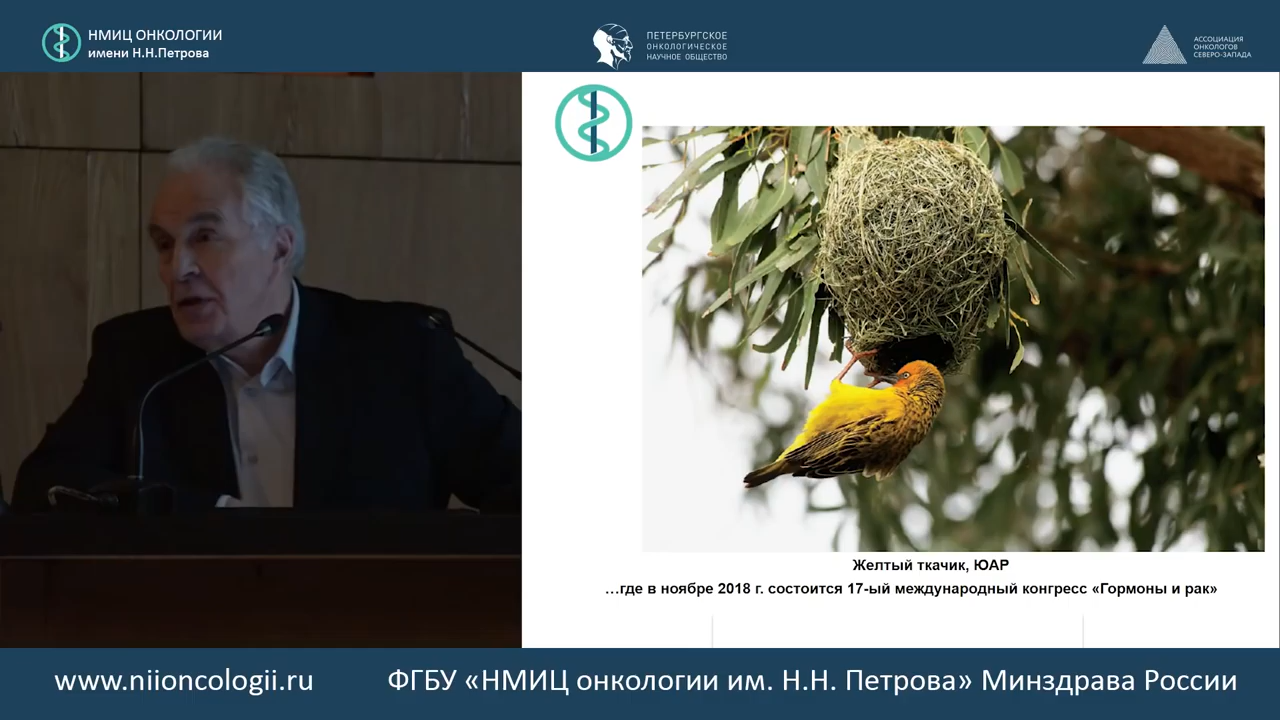 НМИЦ ОНКОЛОГИИ
имени Н.Н.Петрова
ПЕТЕРБУРГСКОЕ
ОНКОЛОГИЧЕСКОЕ
НАУЧНОЕ ОБЩЕСТВО
АССОЦИАЦИЯ
ОНКОЛОГОВ
СЕВЕРО-ЗАПАДА
Желтый ткачик, ЮАР
...где в ноябре 2018 г. состоится 17-ый международный конгресс «Гормоны и рак»
www.niioncologii.ru
ФГБУ «НМИЦ онкологии им. Н.Н. Петрова» Минздрава России